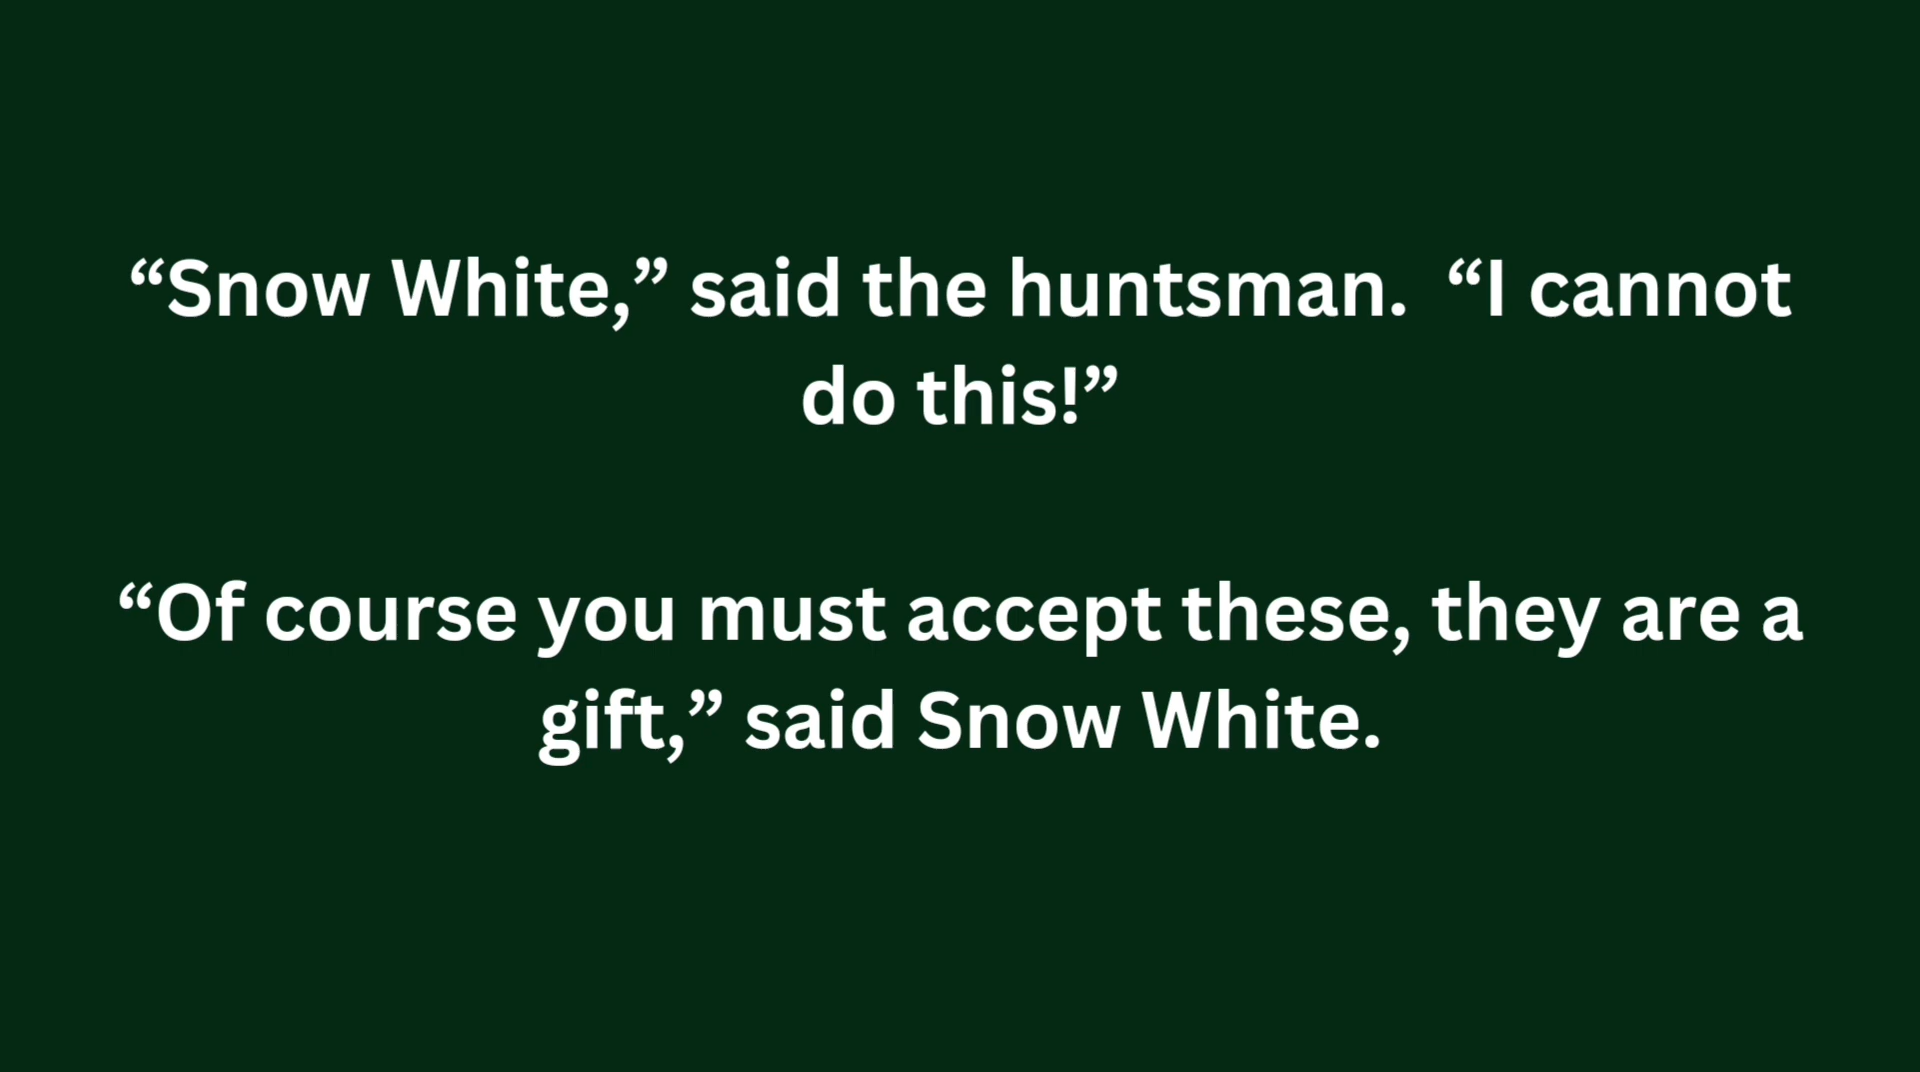 “Snow White,” said the huntsman.  “I cannot
do this!”
“Of course you must accept these, they are a
gift,” said Snow White.